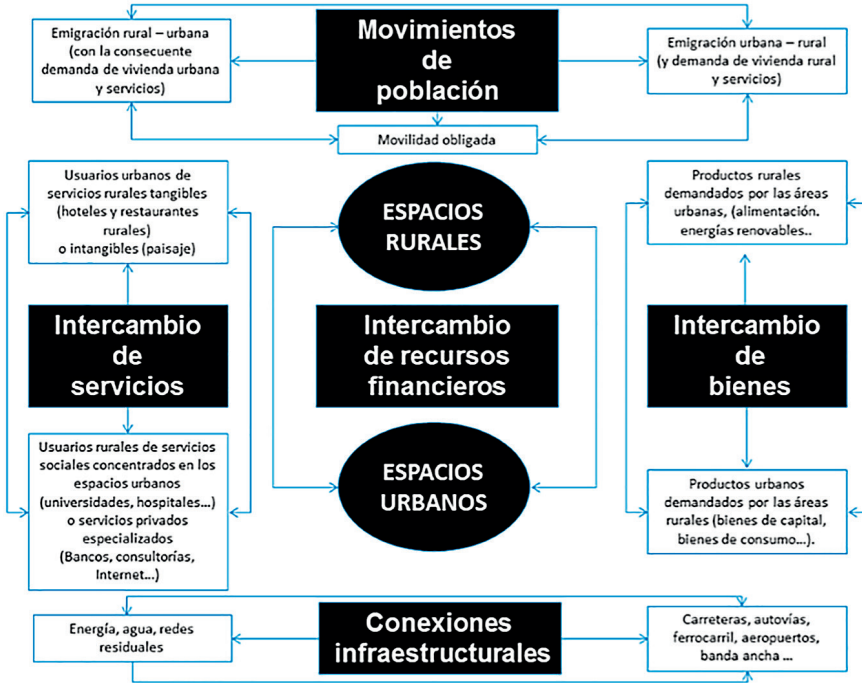 Emigración rural – urbana
(con la consecuente
demanda de vivienda urbana
y servicios)
Movimientos
de
población
Emigración urbana – rural
(y demanda de vivienda rural
y servicios)
Movilidad obligada
Usuarios urbanos de
servicios rurales tangibles
(hoteles y restaurantes
rurales)
o intangibles (paisaje)
ESPACIOS
RURALES
Productos rurales
demandados por las áreas
urbanas, (alimentación.
energías renovables..
Intercambio
de
servicios
Intercambio
de recursos
financieros
Intercambio
de
bienes
Usuarios rurales de servicios
sociales concentrados en los
espacios urbanos
(universidades, hospitales...)
o servicios privados
especializados
(Bancos, consultorías,
Internet...)
ESPACIOS
URBANOS
Productos urbanos
demandados por las áreas
rurales (bienes de capital,
bienes de consumo...).
Energía, agua, redes
residuales
Conexiones
infraestructurales
Carreteras, autovías,
ferrocarril, aeropuertos,
banda ancha ...